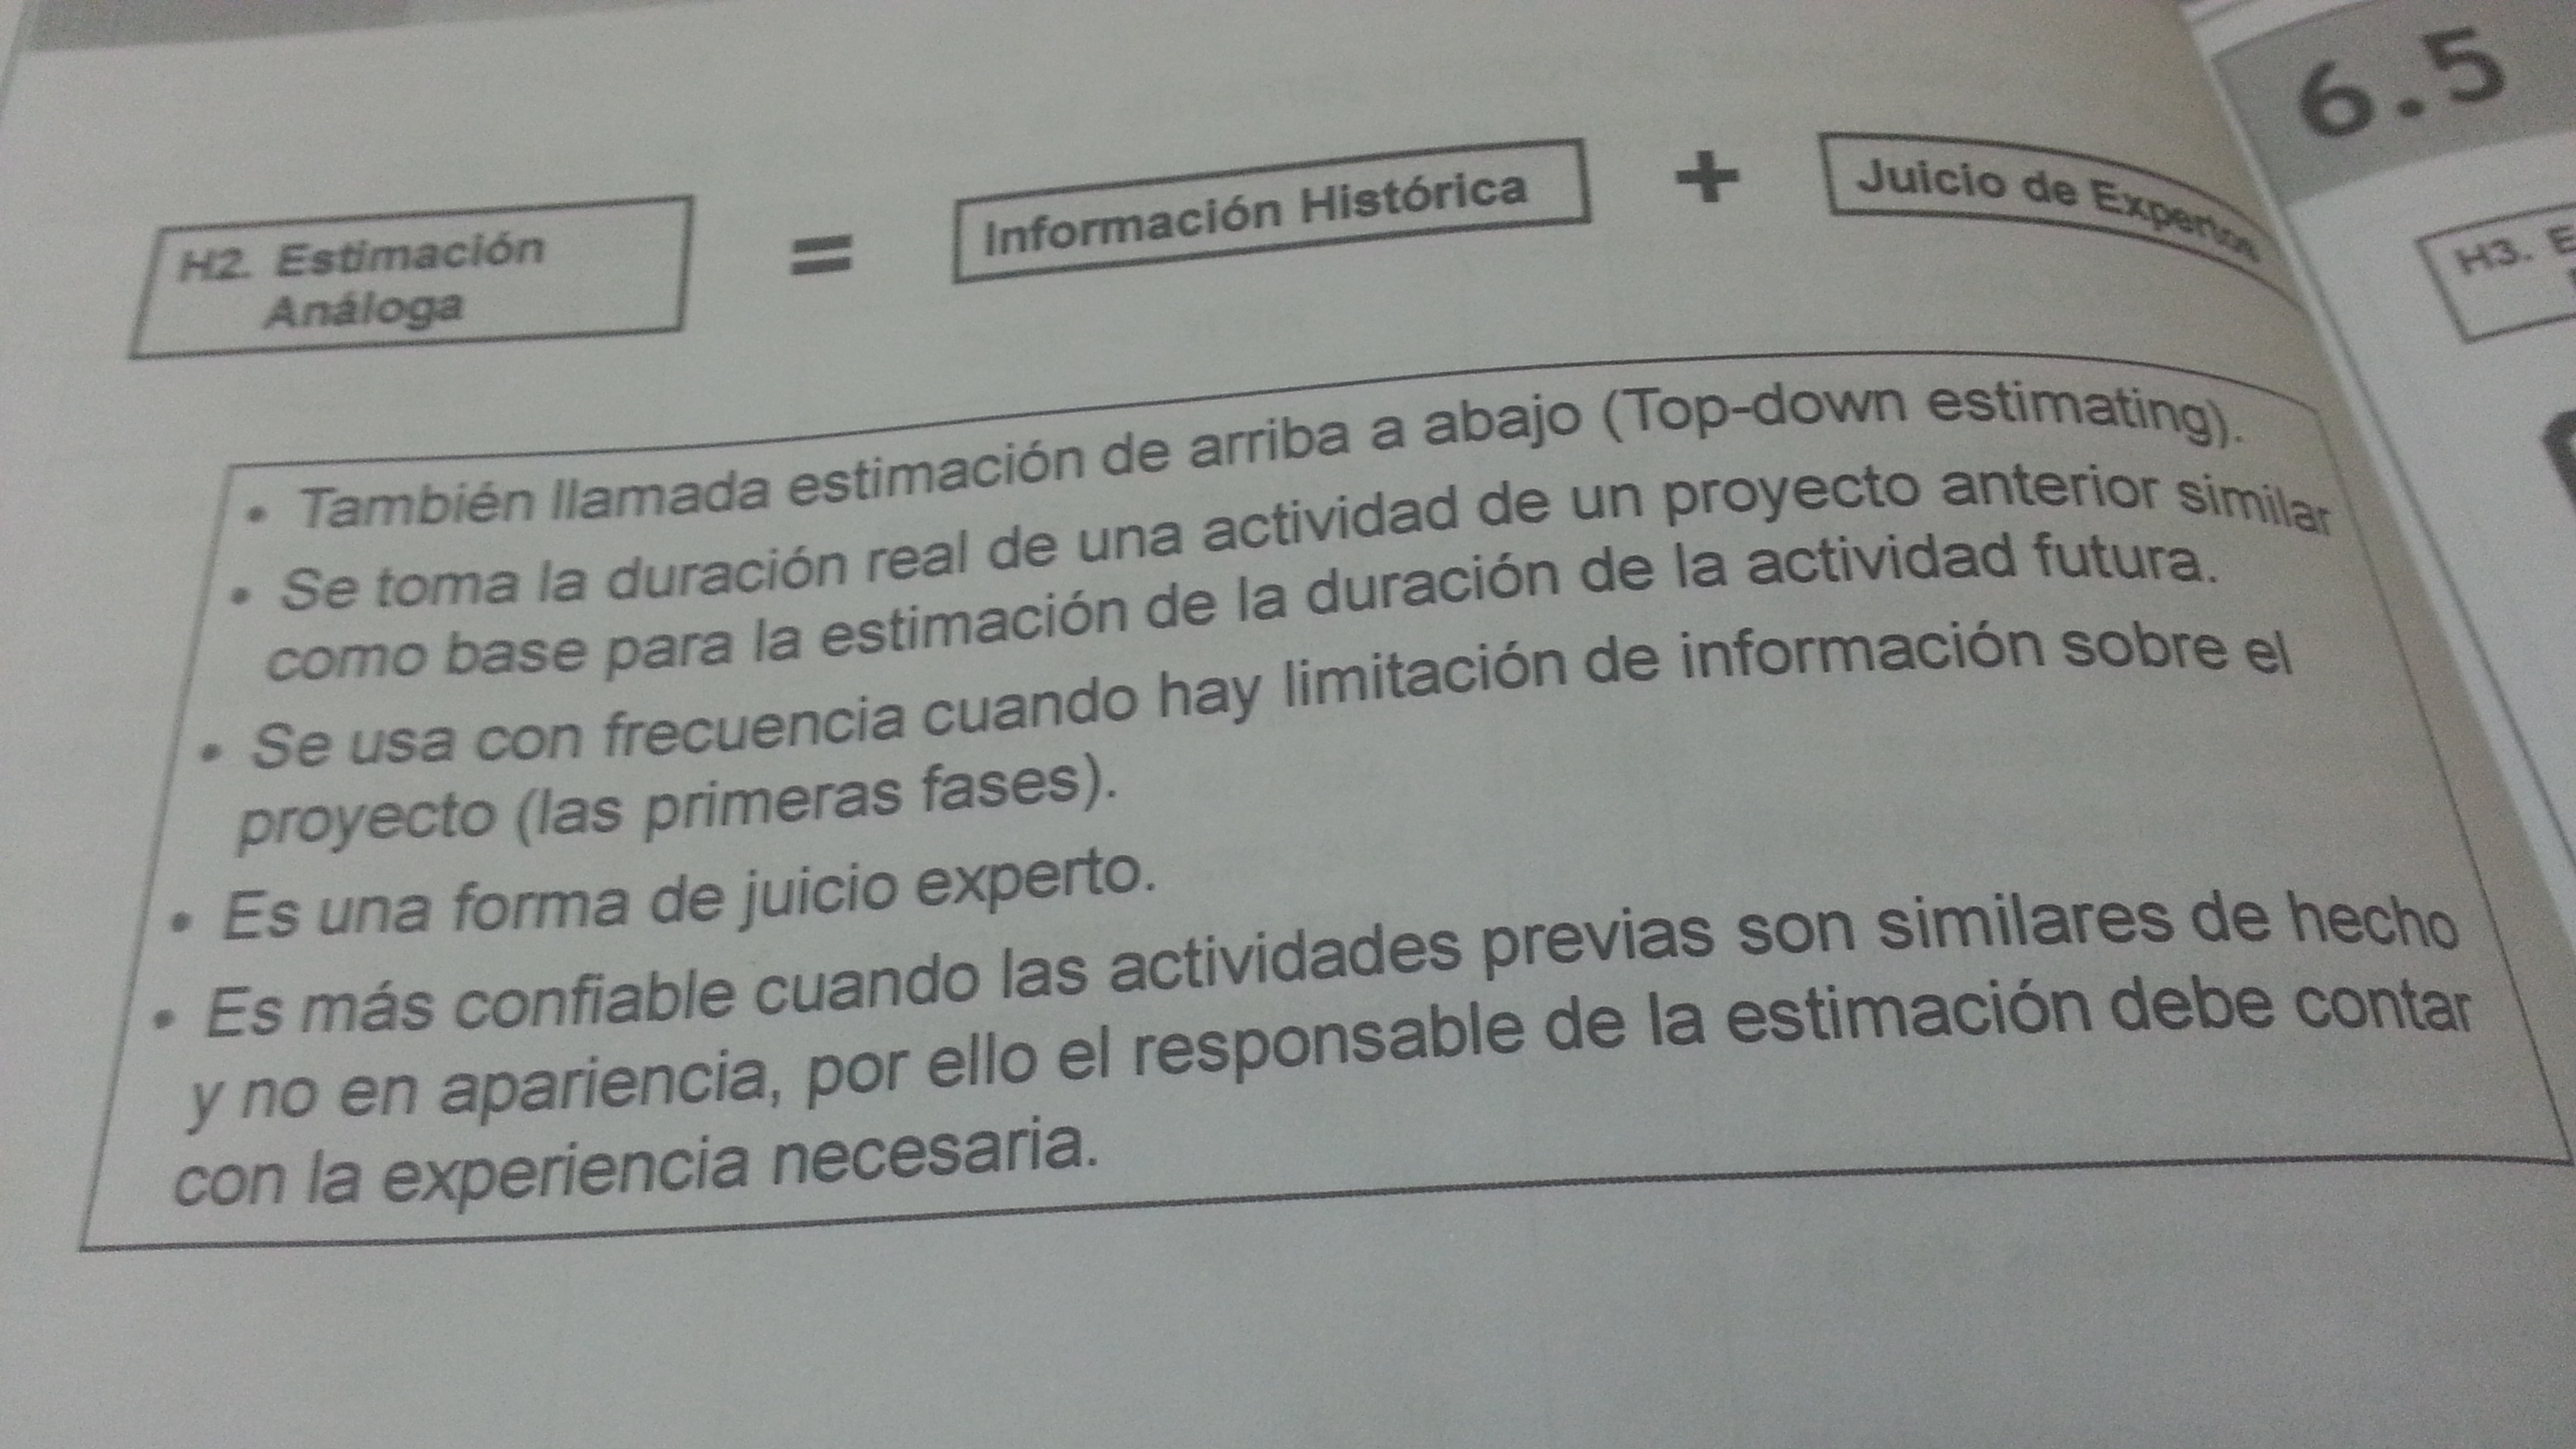 H2. Estimación
Análoga
=
Información Histórica
+
Juicio de Expertos
• También llamada estimación de arriba a abajo (Top-down estimating).
• Se toma la duración real de una actividad de un proyecto anterior similar
como base para la estimación de la duración de la actividad futura.
• Se usa con frecuencia cuando hay limitación de información sobre el
proyecto (las primeras fases).
• Es una forma de juicio experto.
• Es más confiable cuando las actividades previas son similares de hecho
y no en apariencia, por ello el responsable de la estimación debe contar
con la experiencia necesaria.
6.5
H3. E